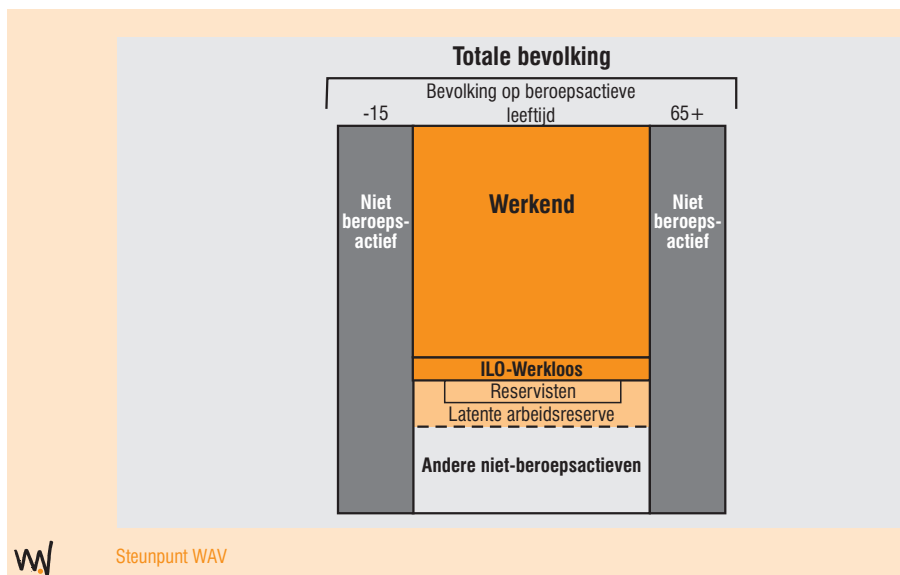 Totale bevolking
Bevolking op beroepsactieve
leeftijd
-15
65+
Niet
beroeps-
actief
Werkend
Niet
beroeps-
actief
ILO-Werkloos
Reservisten
Latente arbeidsreserve
Andere niet-beroepsactieven
Steunpunt WAV